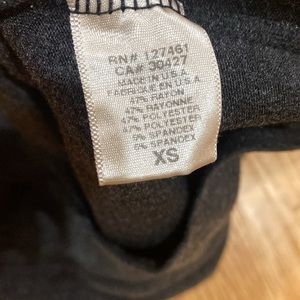 RN# 127461
CA# 30427
MADE IN U.S.A
FABRIQUE EN U.S.A
47% RAYON
47% RAYONNE
47% POLYESTER
47% POLYESTER
6% SPANDEX
6% SPANDEX
XS